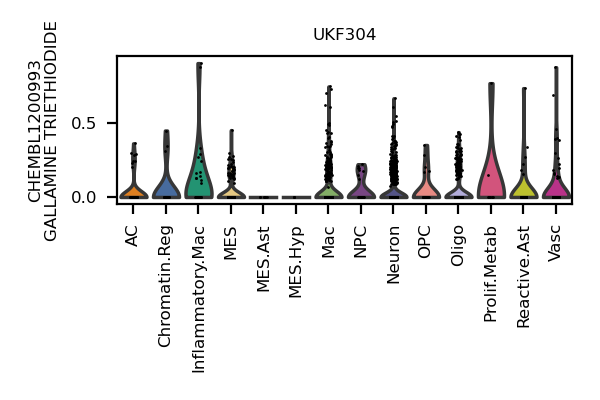 UKF304
CHEMBL1200993
GALLAMINE TRIETHIODIDE
0.5
0.0
AC
Chromatin.Reg
Inflammatory.Mac
MES
MES.Ast
MES.Hyp
Mac
NPC
Neuron
OPC
Oligo
Prolif.Metab
Reactive.Ast
Vasc